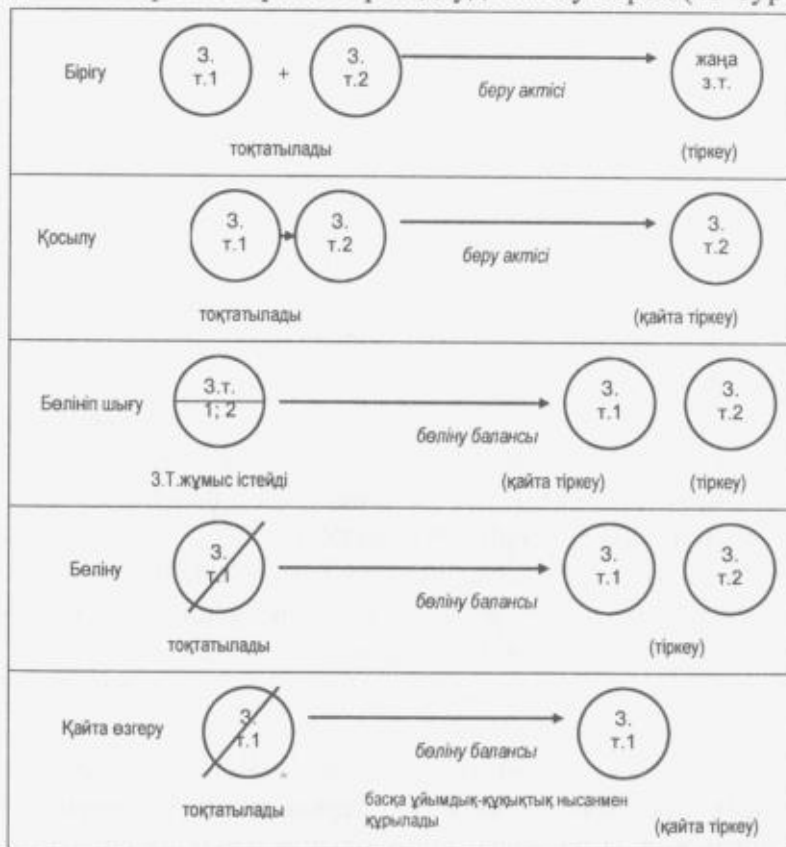 Бірігу
З.
т.1
+
З.
т.2
беру актісі
жаңа
з.т.
тоқтатылады
(тіркеу)
Қосылу
З.
т.1
З.
т.2
беру актісі
З.
т.2
тоқтатылады
(қайта тіркеу)
Бөлініп шығу
З.т.
1; 2
бөліну балансы
З.
т.1
З.
т.2
З.Т.жұмыс істейді
(қайта тіркеу)
(тіркеу)
Бөліну
З.
т.1
бөліну балансы
З.
т.1
З.
т.2
тоқтатылады
(тіркеу)
Қайта өзгеру
З.
т.1
бөліну балансы
З.
т.1
тоқтатылады
басқа ұйымдық-құқықтық нысанмен
құрылады
(қайта тіркеу)